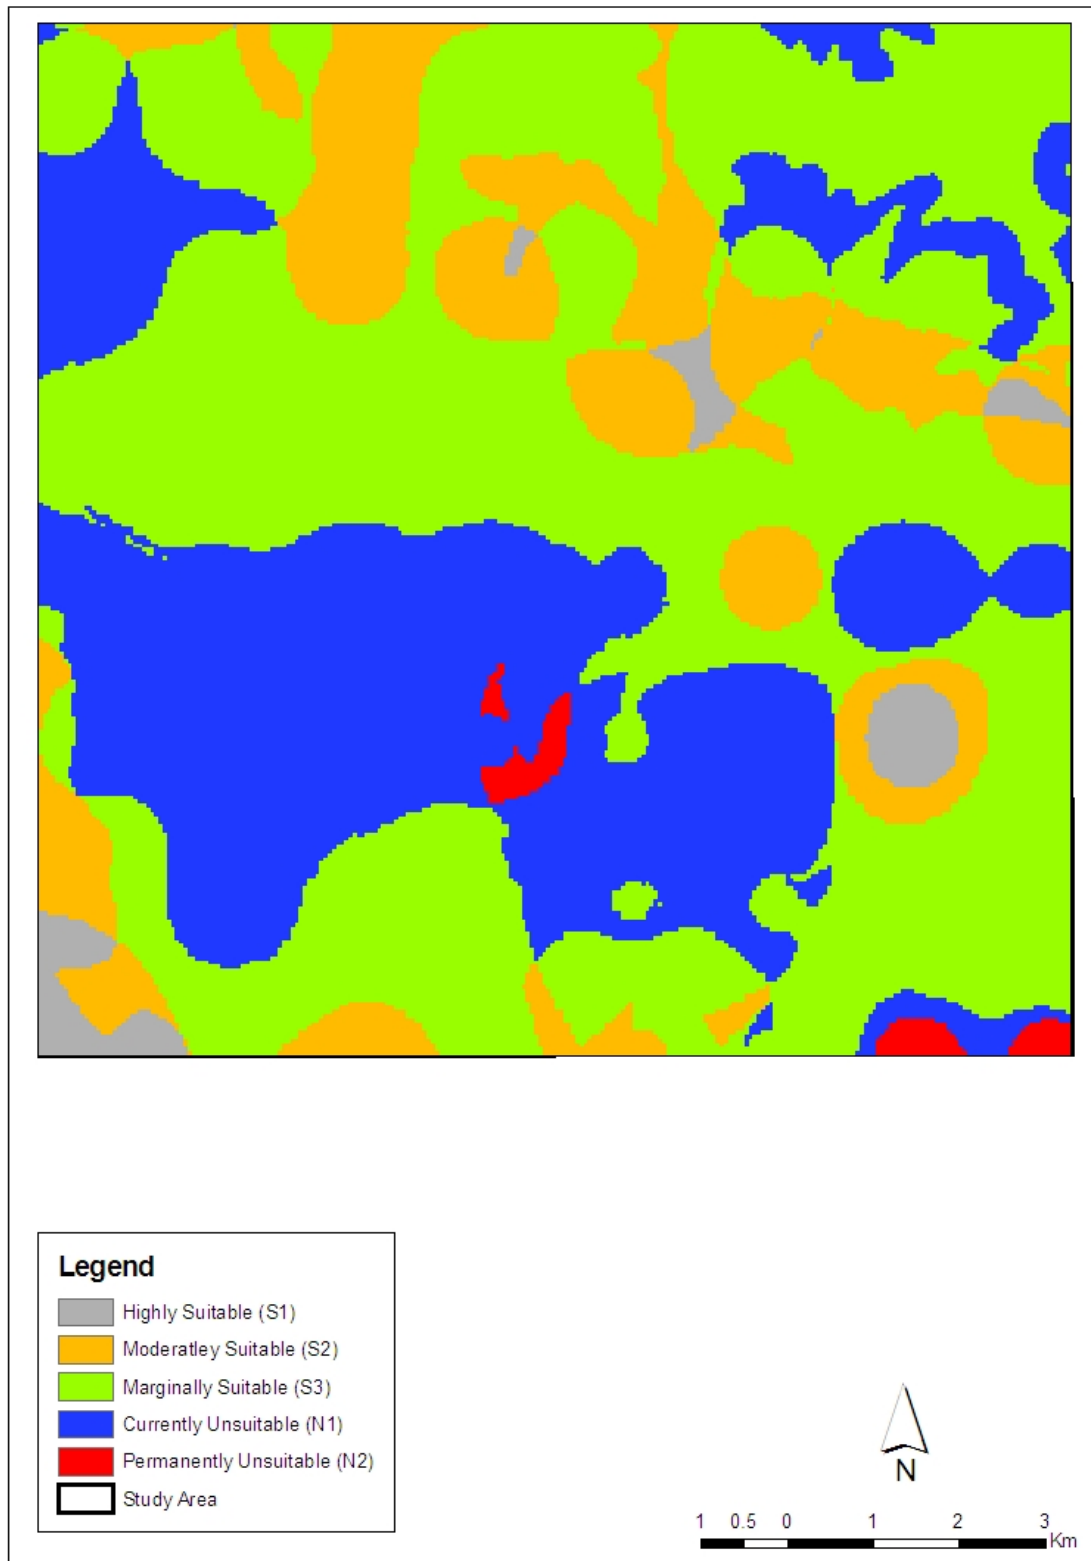 Legend
Highly Suitable (S1)
Moderatley Suitable (S2)
Marginally Suitable (S3)
Currently Unsuitable (N1)
Permanently Unsuitable (N2)
Study Area
N
1 0.5 0 1 2 3
Km